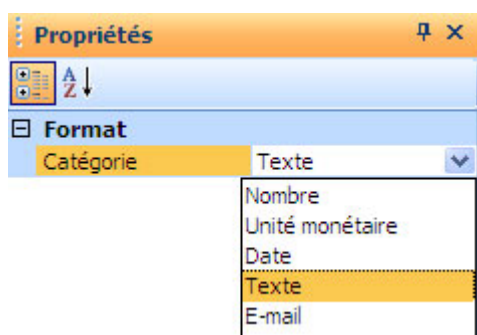 Propriétés
A
Z
Format
Catégorie Texte
Nombre
Unité monétaire
Date
Texte
E-mail